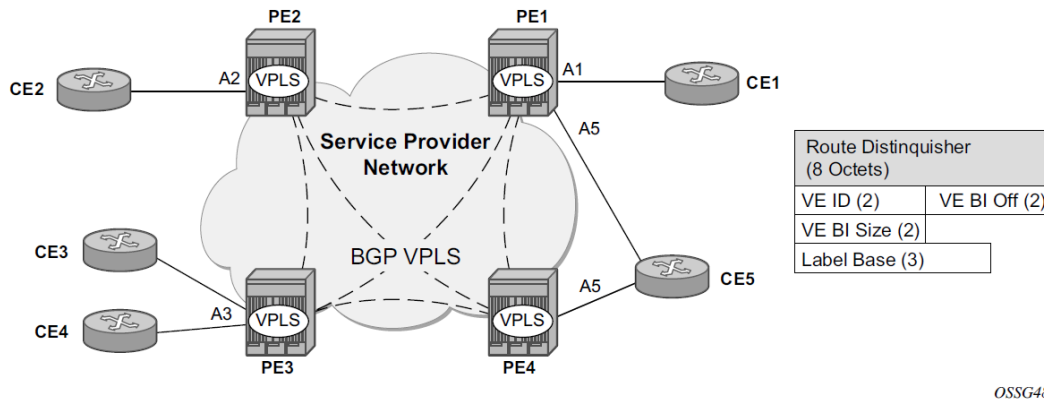 PE2
PE1
VPLS
VPLS
A2
A1
CE2
CE1
A5
Service Provider
Network
CE3
BGP VPLS
A5
CE5
A3
VPLS
VPLS
CE4
PE3
PE4
Route Distinquisher
(8 Octets)
VE ID (2)
VE BI Off (2)
VE BI Size (2)
Label Base (3)
OSSG48